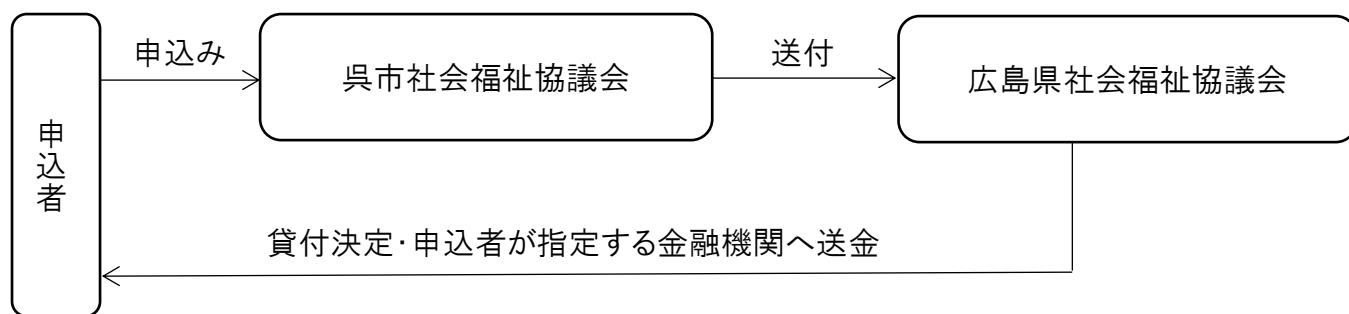 申込者
申込み
呉市社会福祉協議会
送付
広島県社会福祉協議会
貸付決定･申込者が指定する金融機関へ送金